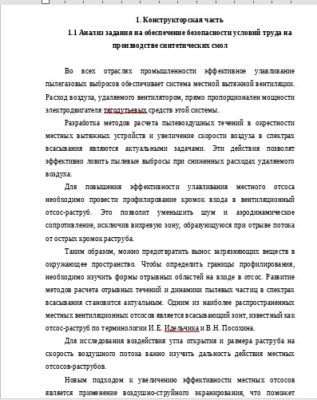 1. Конструкторская часть
1.1 Анализ задания на обеспечение безопасности условий труда на
производстве синтетических смол
Во всех отраслях промышленности эффективное улавливание
пылегазовых выбросов обеспечивает система местной вытяжной вентиляции.
Расход воздуха, удаляемого вентилятором, прямо пропорционален мощности
электродвигателя тягодутьевых средств этой системы.
Разработка методов расчета пылевоздушных течений в окрестности
местных вытяжных устройств и увеличение скорости воздуха в спектрах
всасывания являются актуальными задачами. Эти действия позволят
эффективно ловить пылевые выбросы при сниженных расходах удаляемого
воздуха.
Для повышения эффективности улавливания местного отсоса
необходимо провести профилирование кромок входа в вентиляционный
отсос-раструб. Это позволит уменьшить шум и аэродинамическое
сопротивление, исключив вихревую зону, образующуюся при отрыве потока
от острых кромок раструба.
Таким образом, можно предотвратить вынос загрязняющих веществ в
окружающее пространство. Чтобы определить границы профилирования,
необходимо изучить формы отрывных областей на входе в отсос. Развитие
методов расчета отрывных течений и динамики пылевых частиц в спектрах
всасывания становится актуальным. Одним из наиболее распространенных
местных вентиляционных отсосов является всасывающий зонт, известный как
отсос-раструб по терминологии И.Е. Идельчика и В.Н. Посохина.
Для исследования воздействия угла открытия и размера раструба на
скорость воздушного потока важно изучить дальность действия местных
отсосов-раструбов.
Новым подходом к увеличению эффективности местных отсосов
является применение воздушно-струйного экранирования, что поможет